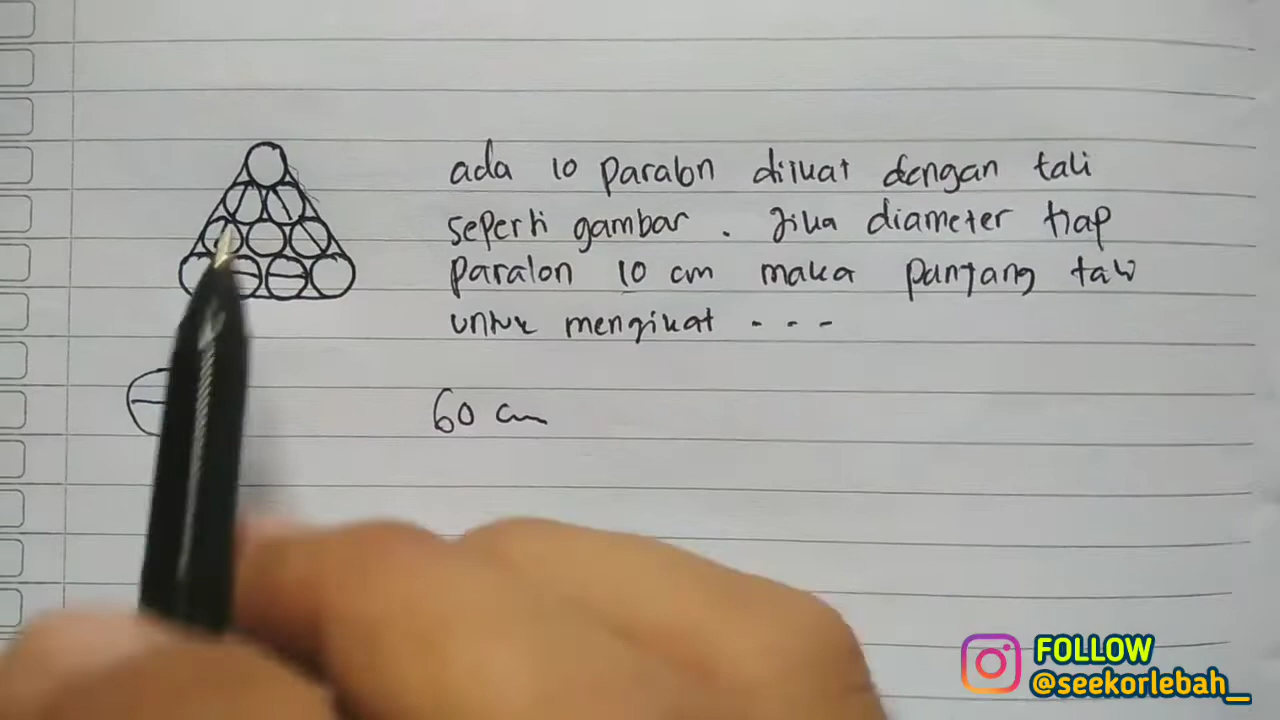 ada 10 paralon diikat dengan tali
seperti gambar . Jika diameter tiap
paralon 10 cm maka panjang tali
untuk mengikat - - -
60 cm
FOLLOW
@seekorlebah_